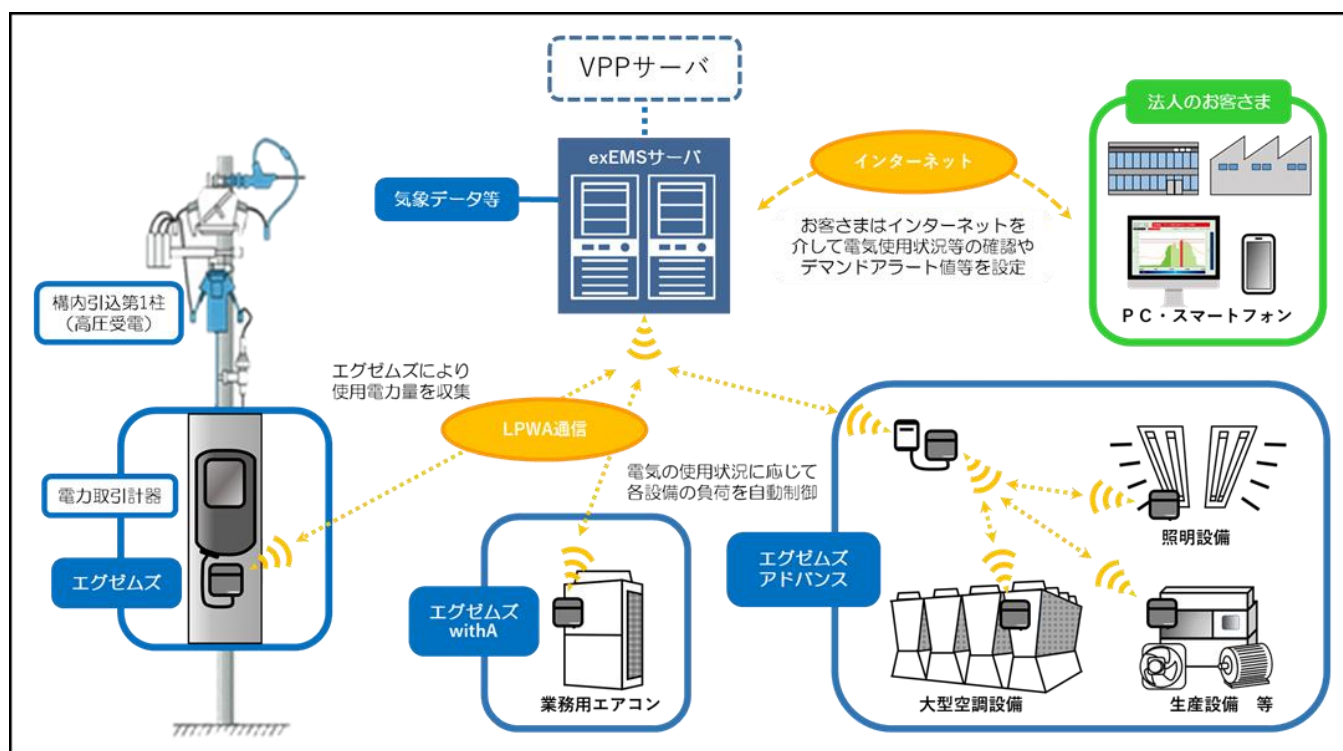 VPPサーバ
exEMSサーバ
気象データ等
インターネット
お客さまはインターネットを
介して電気使用状況等の確認や
デマンドアラート値等を設定
法人のお客さま
ＰＣ・スマートフォン
構内引込第1柱
（高圧受電）
エグゼムズにより
使用電力量を収集
LPWA通信
電気の使用状況に応じて
各設備の負荷を自動制御
電力取引計器
エグゼムズ
エグゼムズ
withA
業務用エアコン
エグゼムズ
アドバンス
照明設備
大型空調設備
生産設備　等